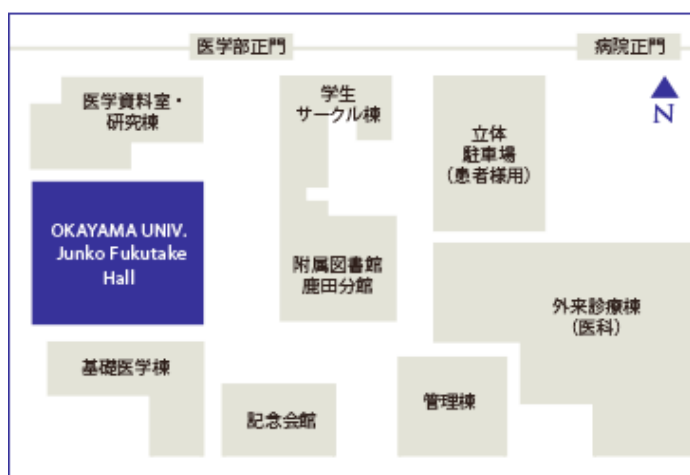 医学部正門
病院正門
医学資料室・
研究棟
学生
サークル棟
立体
駐車場
（患者様用）
N
OKAYAMA UNIV.
Junko Fukutake
Hall
附属図書館
鹿田分館
外来診療棟
（医科）
基礎医学棟
記念会館
管理棟